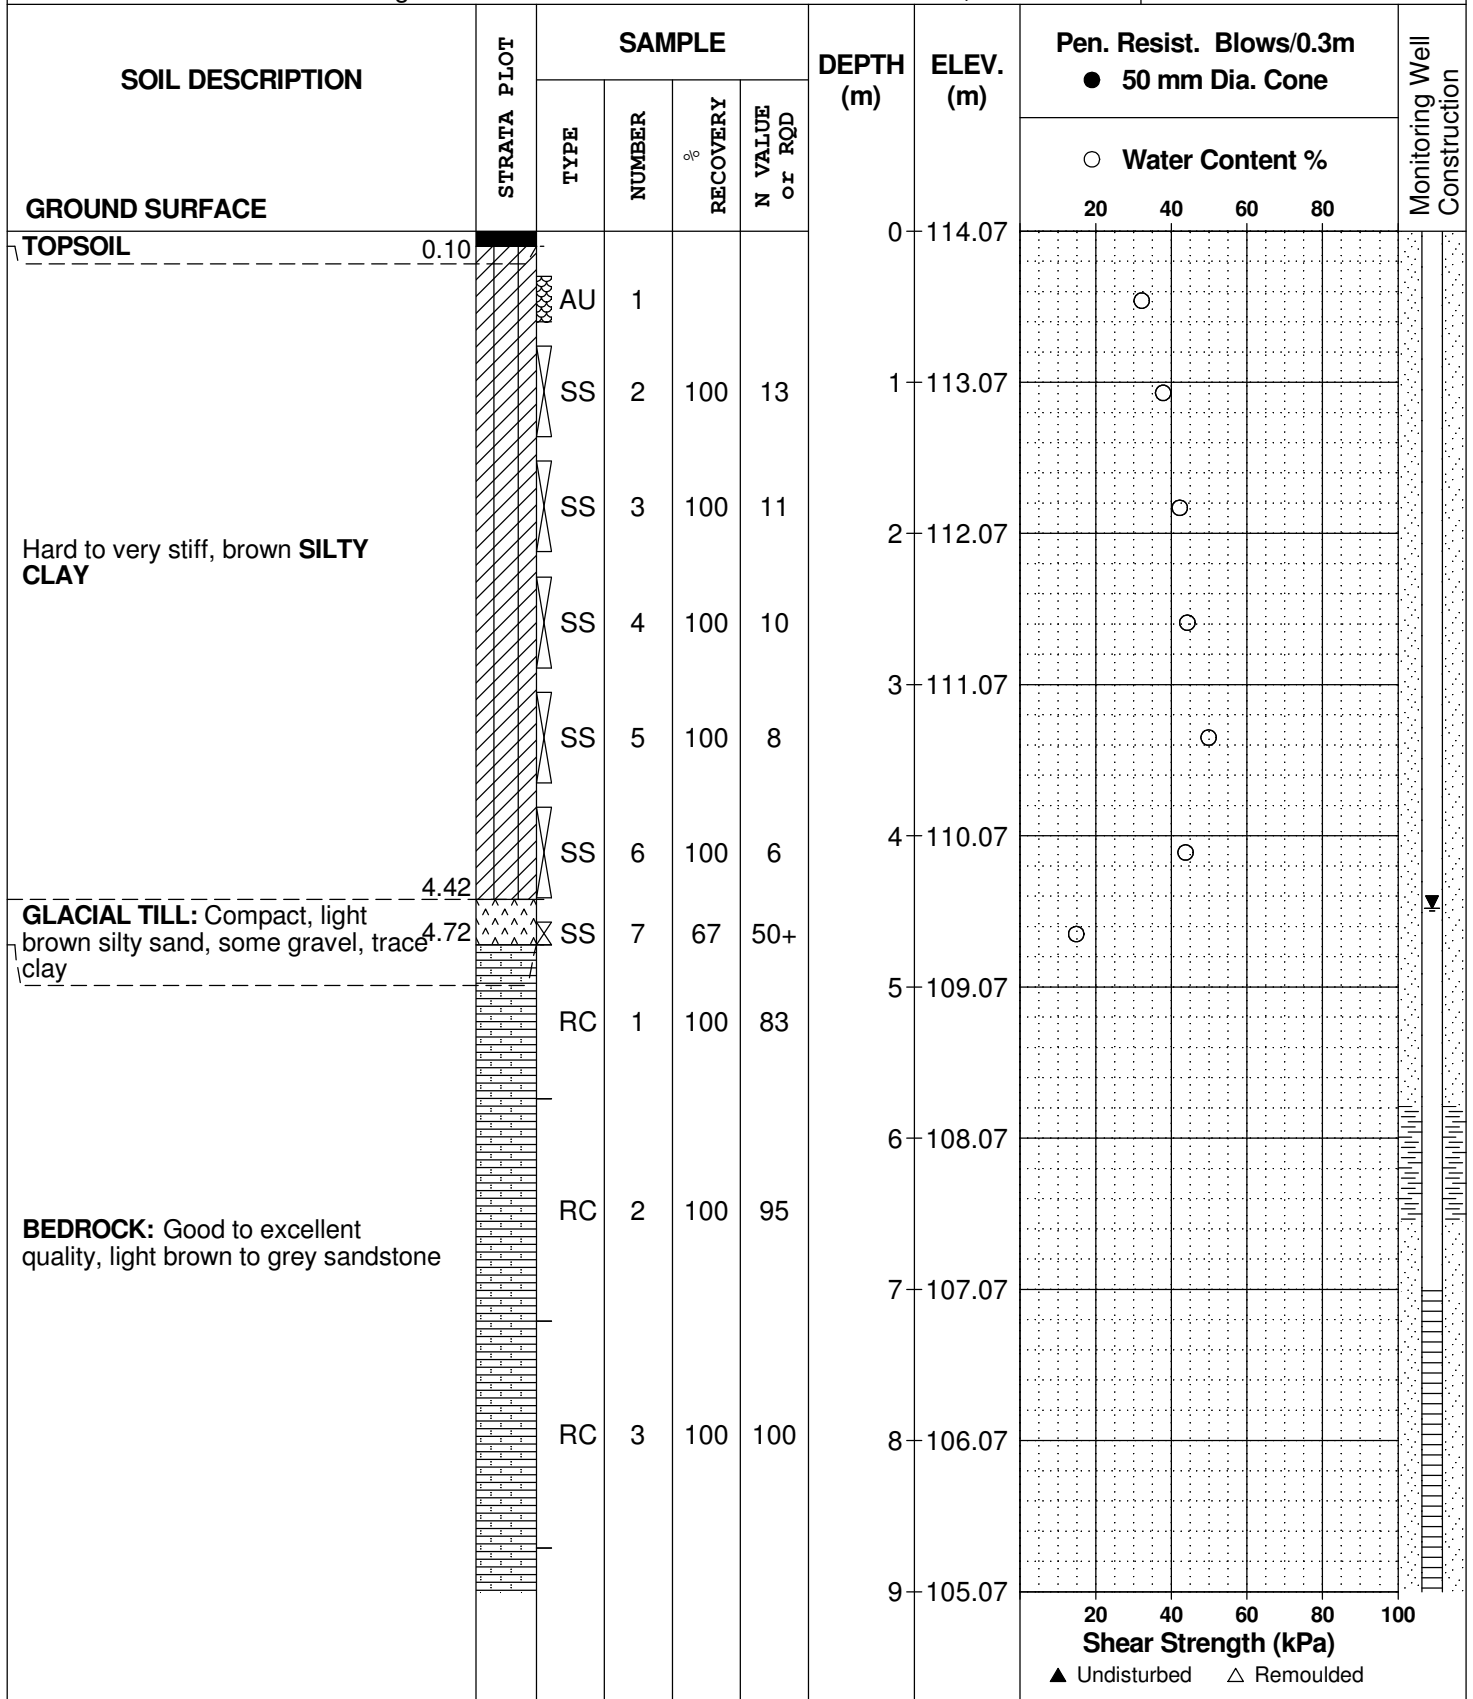 SOIL DESCRIPTION
GROUND SURFACE
STRATA PLOT
SAMPLE
TYPE
NUMBER
% RECOVERY
N VALUE or RQD
DEPTH (m)
ELEV. (m)
Pen. Resist. Blows/0.3m
● 50 mm Dia. Cone
○ Water Content %
20 40 60 80
Monitoring Well Construction
TOPSOIL 0.10
0 114.07
AU 1
1 113.07
SS 2 100 13
SS 3 100 11
2 112.07
Hard to very stiff, brown SILTY
CLAY
SS 4 100 10
3 111.07
SS 5 100 8
4 110.07
SS 6 100 6
4.42
GLACIAL TILL: Compact, light
brown silty sand, some gravel, trace
clay
4.72
SS 7 67 50+
5 109.07
RC 1 100 83
6 108.07
RC 2 100 95
BEDROCK: Good to excellent
quality, light brown to grey sandstone
7 107.07
RC 3 100 100
8 106.07
9 105.07
20 40 60 80 100
Shear Strength (kPa)
▲ Undisturbed △ Remoulded